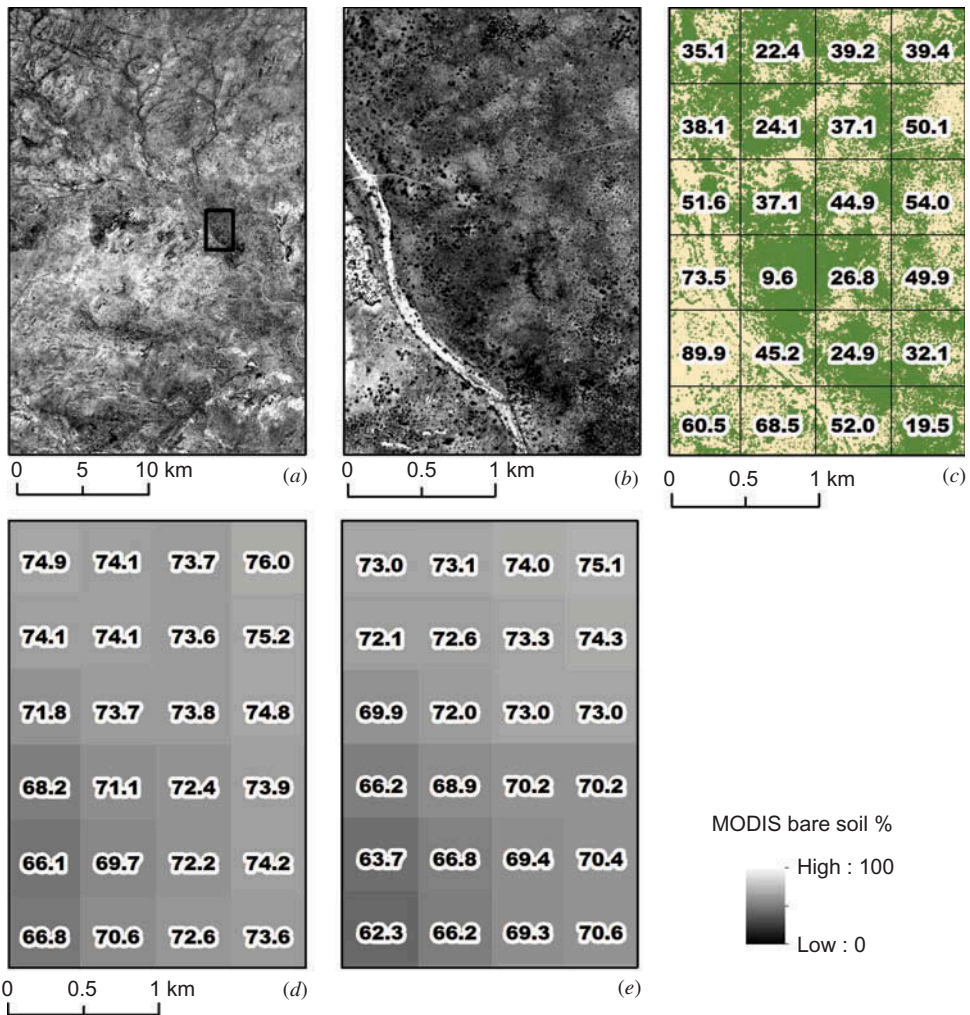 35.1 22.4 39.2 39.4
38.1 24.1 37.1 50.1
51.6 37.1 44.9 54.0
73.5 9.6 26.8 49.9
89.9 45.2 24.9 32.1
60.5 68.5 52.0 19.5
0 5 10 km (a)
0 0.5 1 km (b)
0 0.5 1 km (c)
74.9 74.1 73.7 76.0
74.1 74.1 73.6 75.2
71.8 73.7 73.8 74.8
68.2 71.1 72.4 73.9
66.1 69.7 72.2 74.2
66.8 70.6 72.6 73.6
0 0.5 1 km (d)
73.0 73.1 74.0 75.1
72.1 72.6 73.3 74.3
69.9 72.0 73.0 73.0
66.2 68.9 70.2 70.2
63.7 66.8 69.4 70.4
62.3 66.2 69.3 70.6
(e)
MODIS bare soil %
High : 100
Low : 0